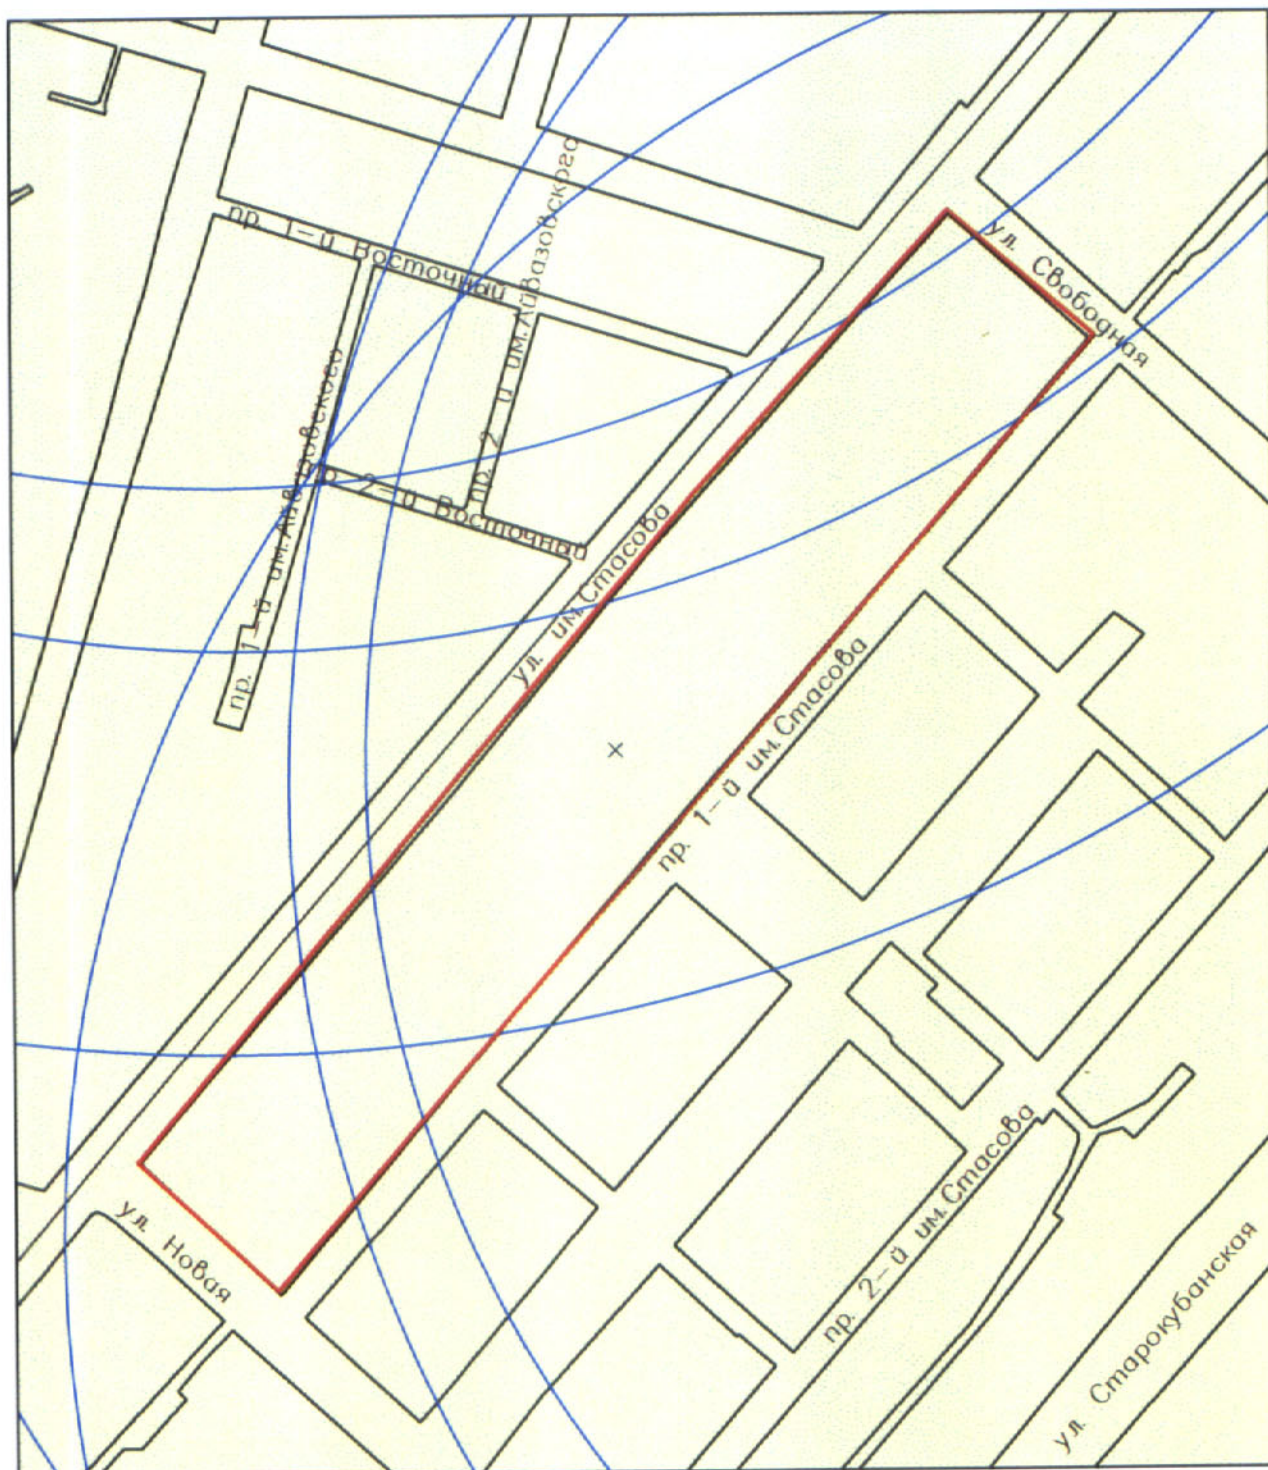 пр. 1-й Восточный
пр. 2-й им. Айвазовского
ул. Свободная
пр. 1-й им. Айвазовского
пр. 2-й Восточный
ул. им. Стасова
пр. 1-й им. Стасова
ул. Новая
пр. 2-й им. Стасова
ул. Старокубанская